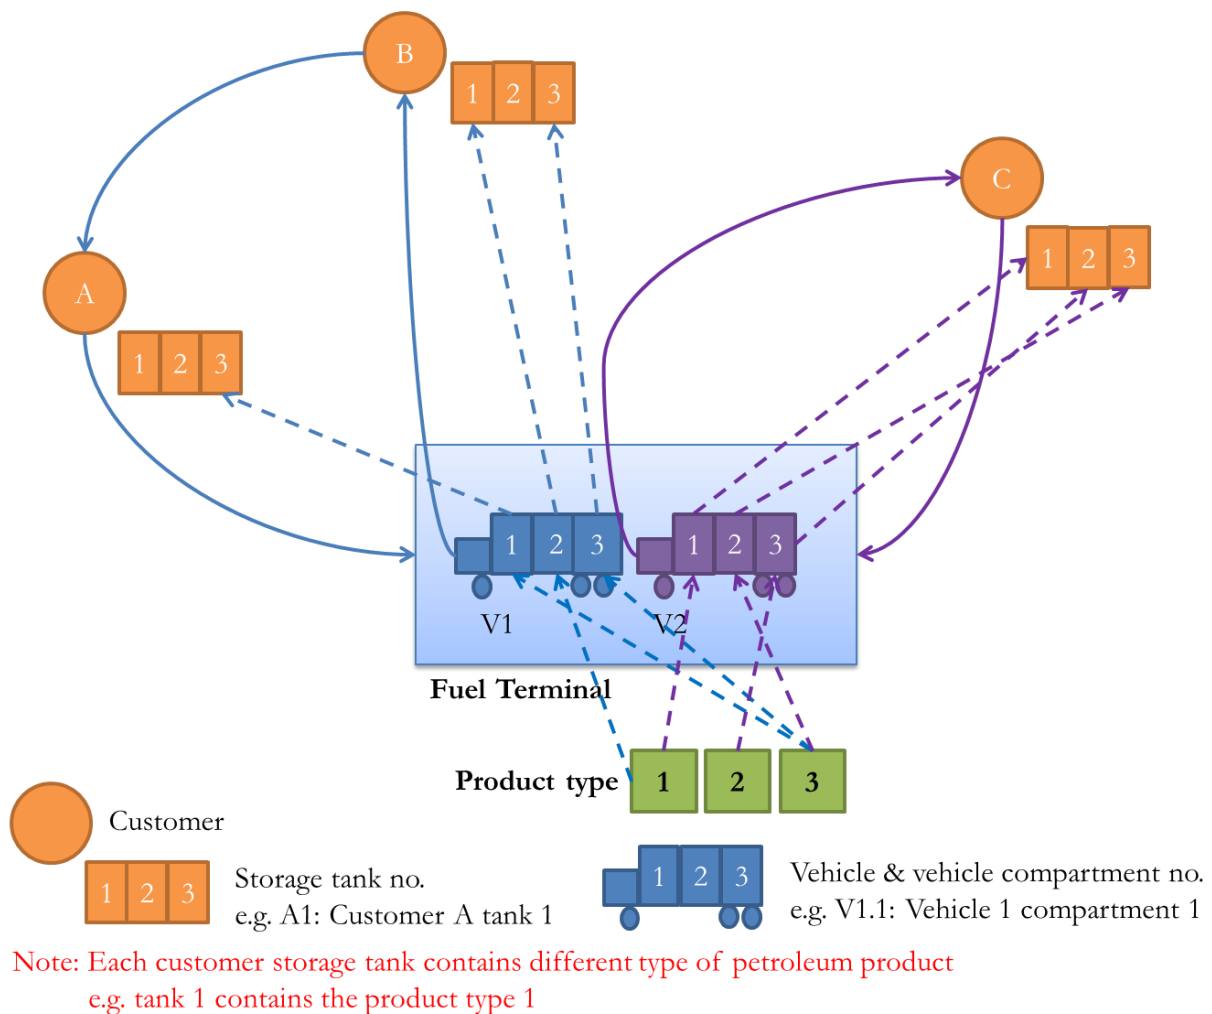 B
1 2 3
C
1 2 3
A
1 2 3
1 2 3
1 2 3
V1
V2
Fuel Terminal
Product type
1 2 3
Customer
1 2 3
Storage tank no.
e.g. A1: Customer A tank 1
1 2 3
Vehicle & vehicle compartment no.
e.g. V1.1: Vehicle 1 compartment 1
Note: Each customer storage tank contains different type of petroleum product
e.g. tank 1 contains the product type 1